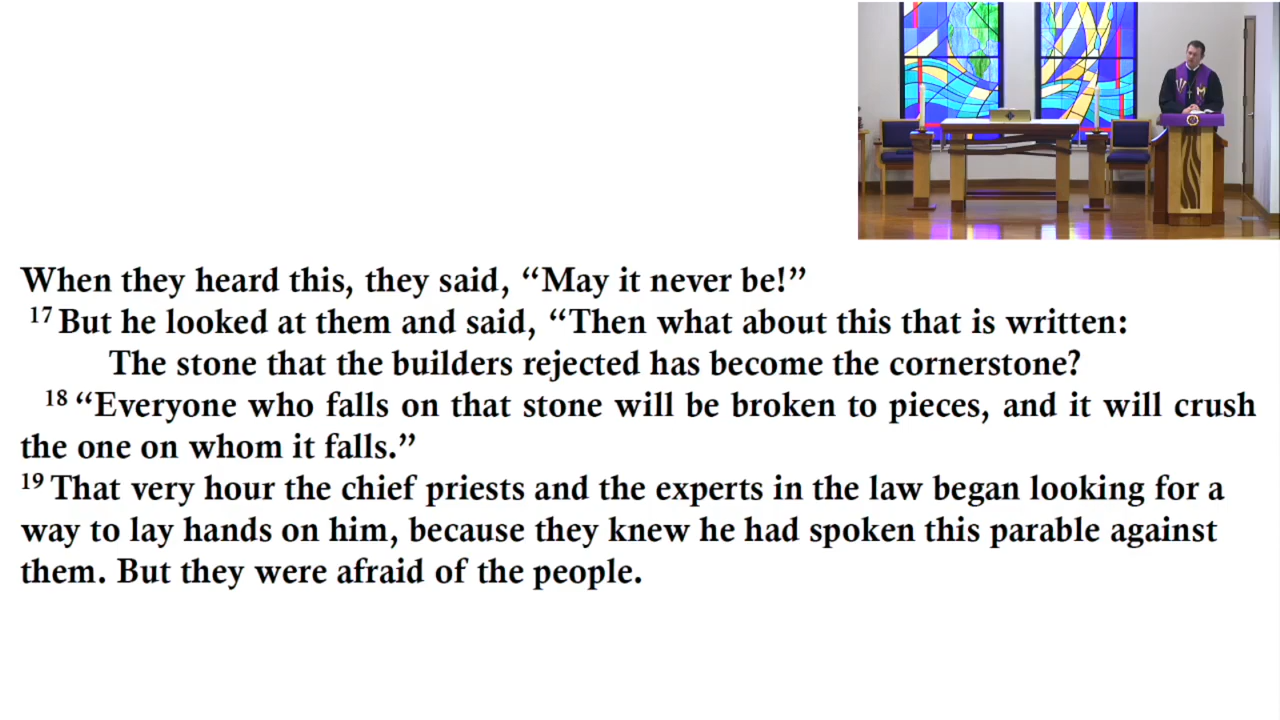 When they heard this, they said, “May it never be!”
17 But he looked at them and said, “Then what about this that is written:
The stone that the builders rejected has become the cornerstone?
18 “Everyone who falls on that stone will be broken to pieces, and it will crush
the one on whom it falls.”
19 That very hour the chief priests and the experts in the law began looking for a
way to lay hands on him, because they knew he had spoken this parable against
them. But they were afraid of the people.